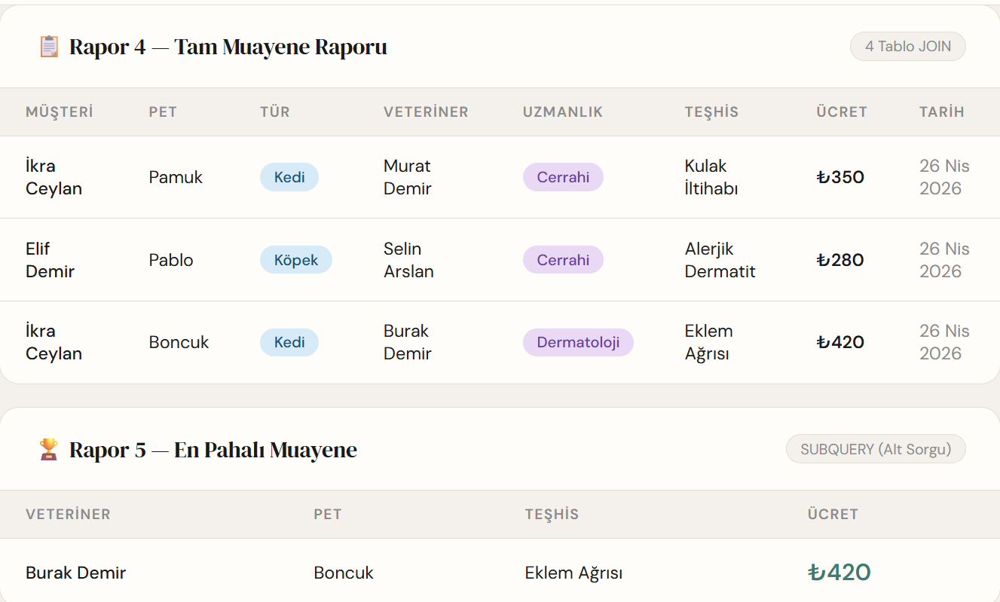 Rapor 4 — Tam Muayene Raporu
4 Tablo JOIN
MÜŞTERİ PET TÜR VETERİNER UZMANLIK TEŞHİS ÜCRET TARİH
İkra Ceylan Pamuk Kedi Murat Demir Cerrahi Kulak İltihabı ₺350 26 Nis 2026
Elif Demir Pablo Köpek Selin Arslan Cerrahi Alerjik Dermatit ₺280 26 Nis 2026
İkra Ceylan Boncuk Kedi Burak Demir Dermatoloji Eklem Ağrısı ₺420 26 Nis 2026
Rapor 5 — En Pahalı Muayene
SUBQUERY (Alt Sorgu)
VETERİNER PET TEŞHİS ÜCRET
Burak Demir Boncuk Eklem Ağrısı ₺420